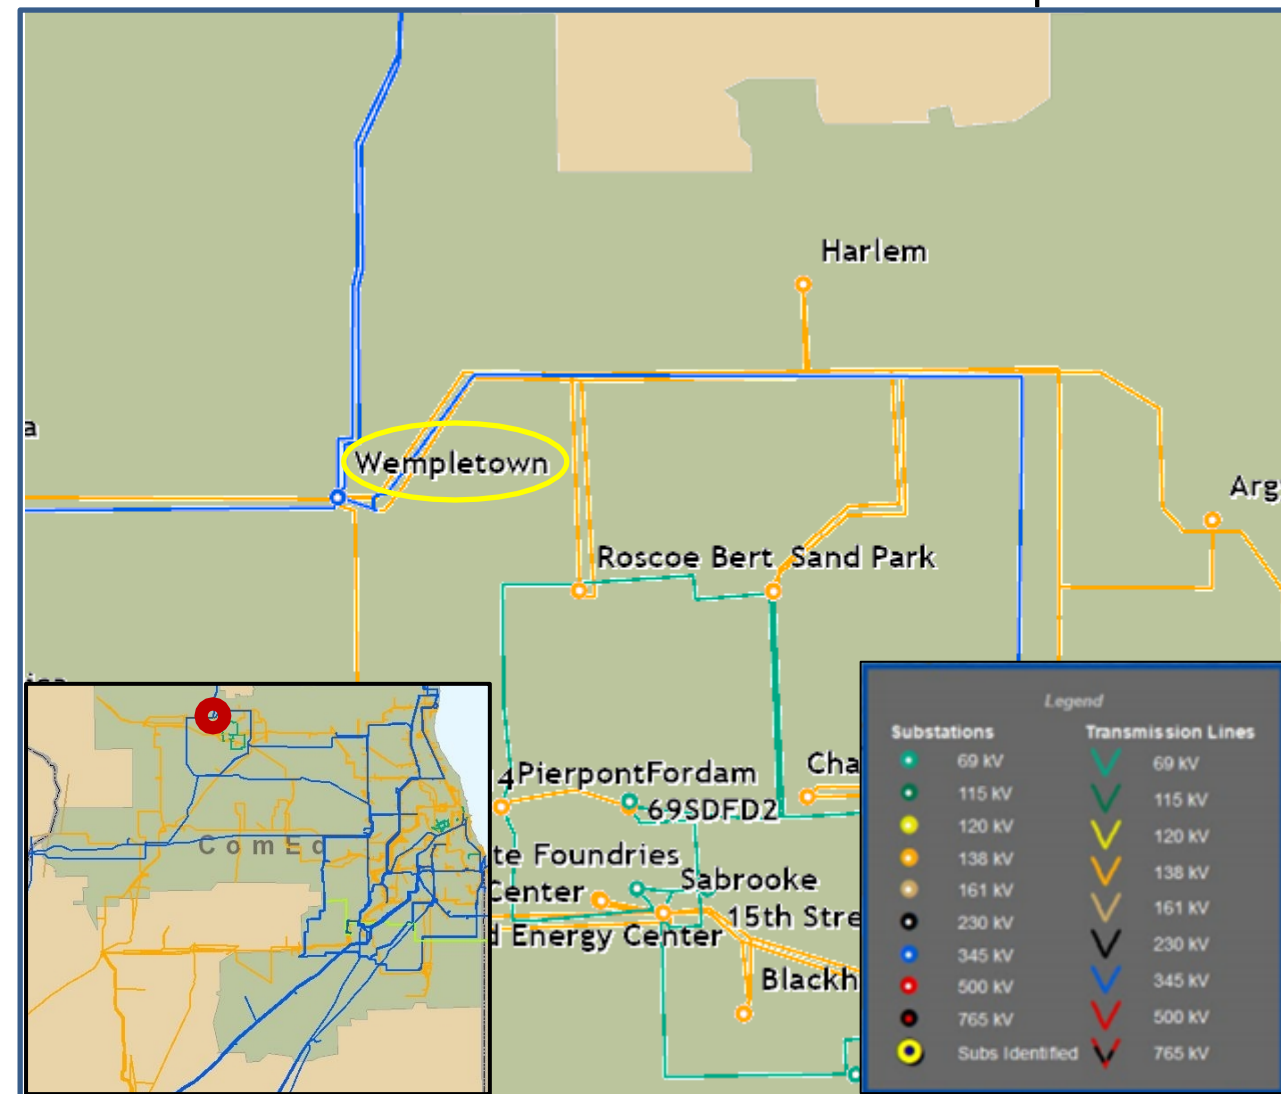 Harlem
a
Wempletown
Arg
Roscoe Bert
Sand Park
4
Pierpont
Fordam
Cha
69SDFD2
te Foundries
Center
Sabrooke
15th Stre
d Energy Center
Blackh
ComEd
Legend
Substations
Transmission Lines
69 kV
69 kV
115 kV
115 kV
120 kV
120 kV
138 kV
138 kV
161 kV
161 kV
230 kV
230 kV
345 kV
345 kV
500 kV
500 kV
765 kV
Subs Identified
765 kV